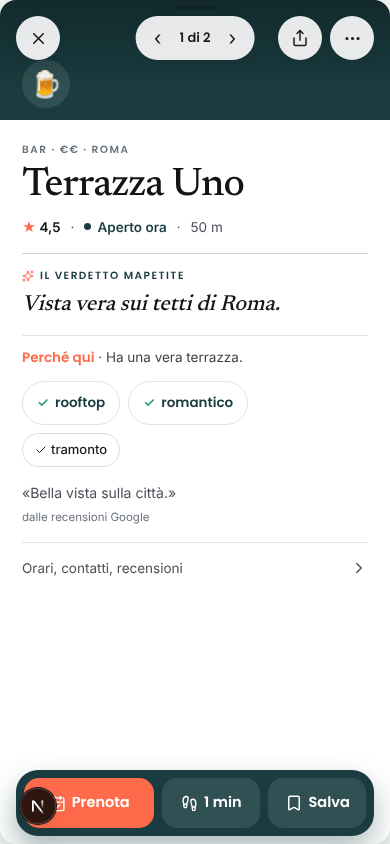 1 di 2
BAR · €€ · ROMA
Terrazza Uno
★ 4,5 · Aperto ora · 50 m
IL VERDETTO MAPETITE
Vista vera sui tetti di Roma.
Perché qui · Ha una vera terrazza.
rooftop romantico
tramonto
«Bella vista sulla città.»
dalle recensioni Google
Orari, contatti, recensioni
N Prenota 1 min Salva